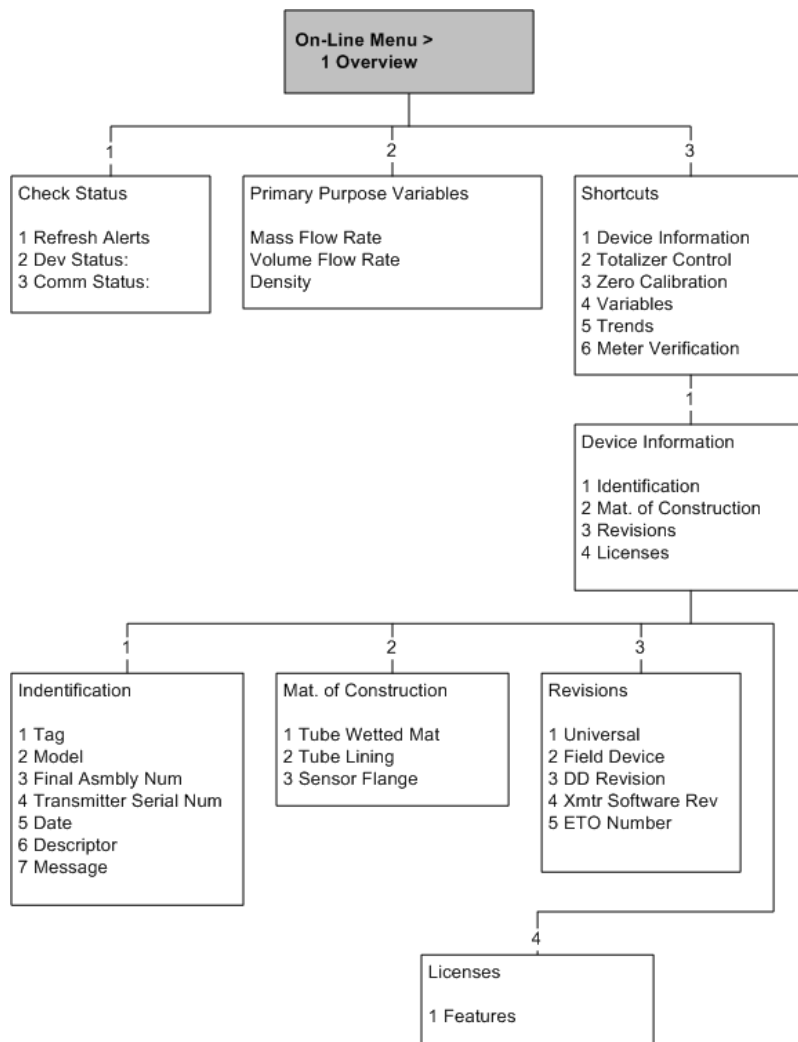 On-Line Menu >
1 Overview
1
2
3
Check Status
1 Refresh Alerts
2 Dev Status:
3 Comm Status:
Primary Purpose Variables
Mass Flow Rate
Volume Flow Rate
Density
Shortcuts
1 Device Information
2 Totalizer Control
3 Zero Calibration
4 Variables
5 Trends
6 Meter Verification
1
Device Information
1 Identification
2 Mat. of Construction
3 Revisions
4 Licenses
1
2
3
Indentification
1 Tag
2 Model
3 Final Asmbly Num
4 Transmitter Serial Num
5 Date
6 Descriptor
7 Message
Mat. of Construction
1 Tube Wetted Mat
2 Tube Lining
3 Sensor Flange
Revisions
1 Universal
2 Field Device
3 DD Revision
4 Xmtr Software Rev
5 ETO Number
4
Licenses
1 Features